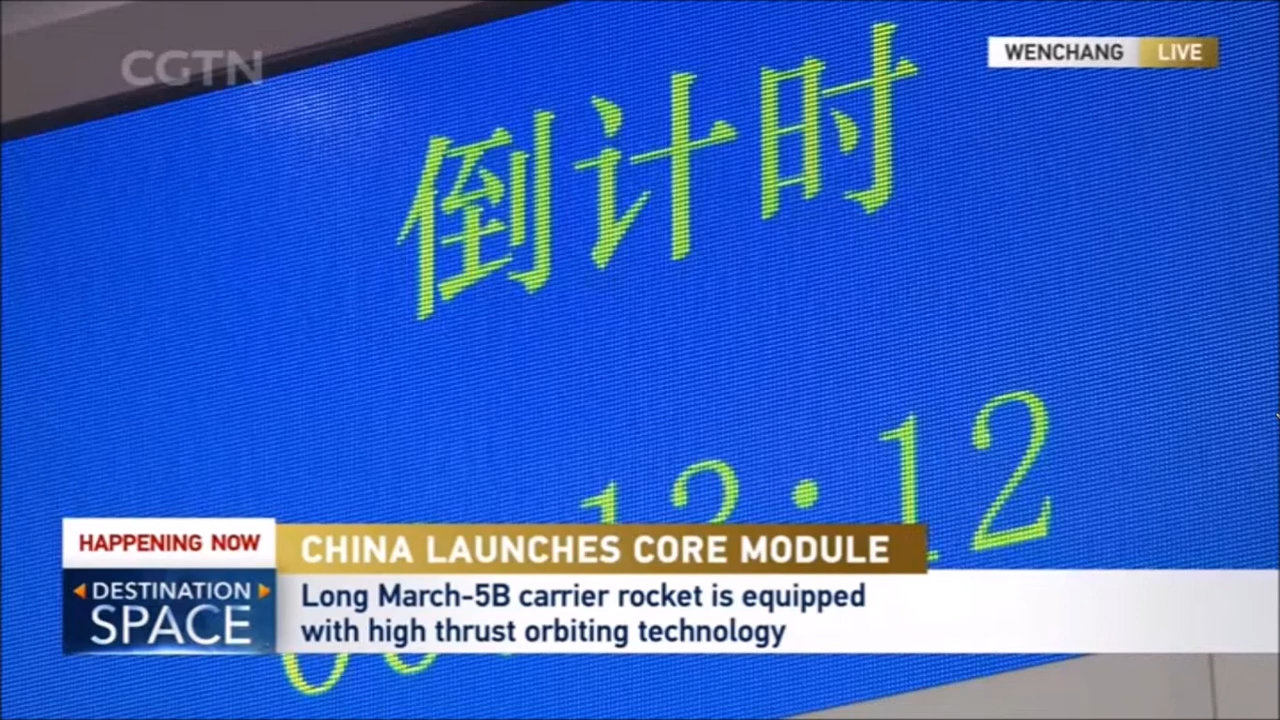 CGTN
WENCHANG LIVE
倒计时
12
HAPPENING NOW
CHINA LAUNCHES CORE MODULE
DESTINATION
SPACE
Long March-5B carrier rocket is equipped
with high thrust orbiting technology